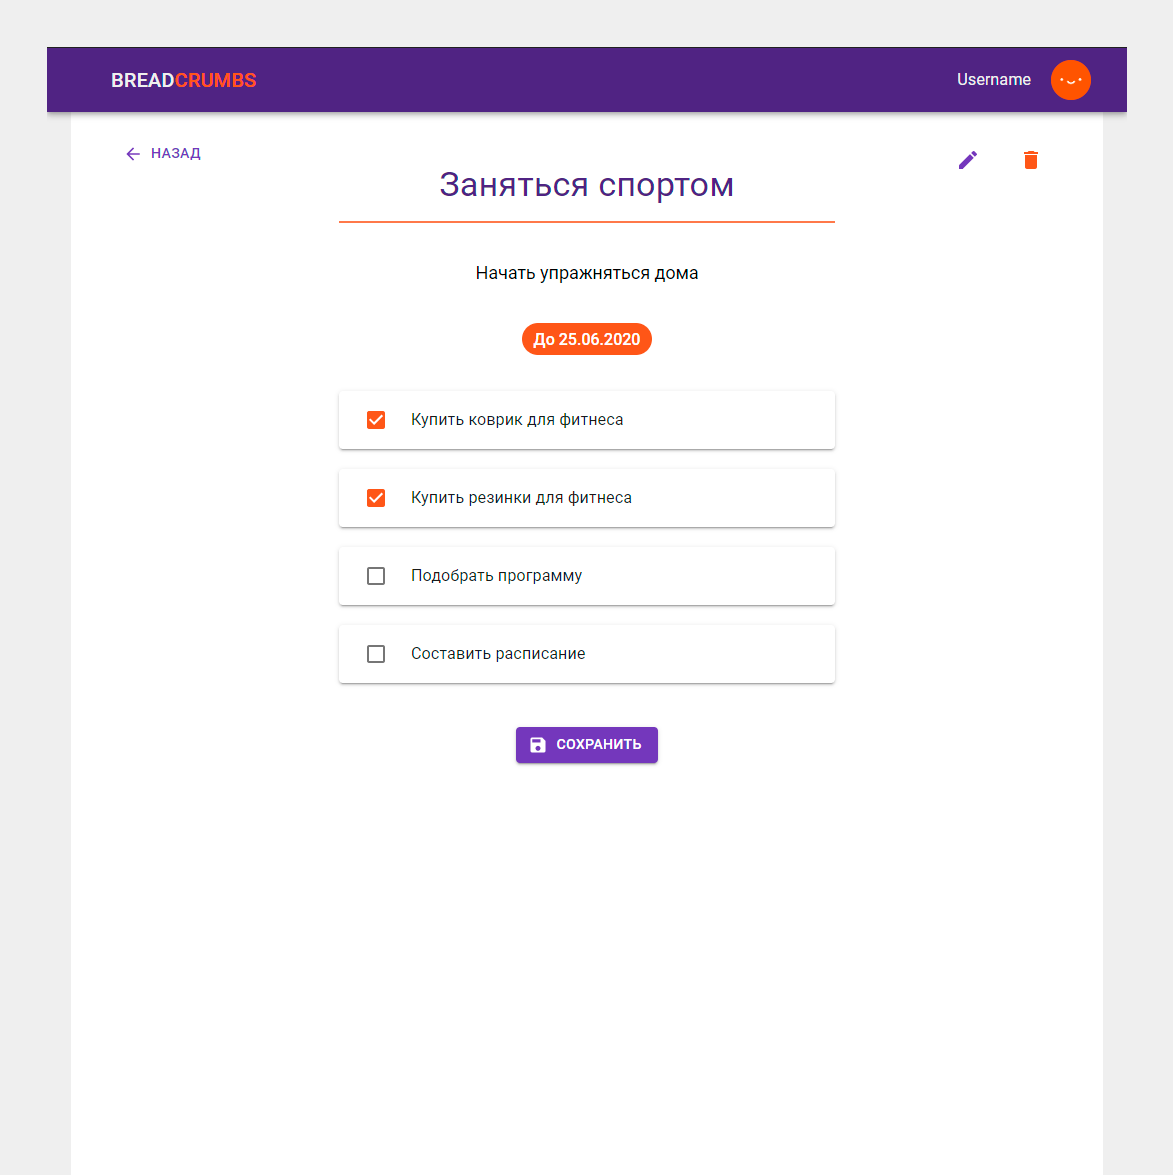 BREADCRUMBS
Username
НАЗАД
Заняться спортом
Начать упражняться дома
До 25.06.2020
Купить коврик для фитнеса
Купить резинки для фитнеса
Подобрать программу
Составить расписание
СОХРАНИТЬ